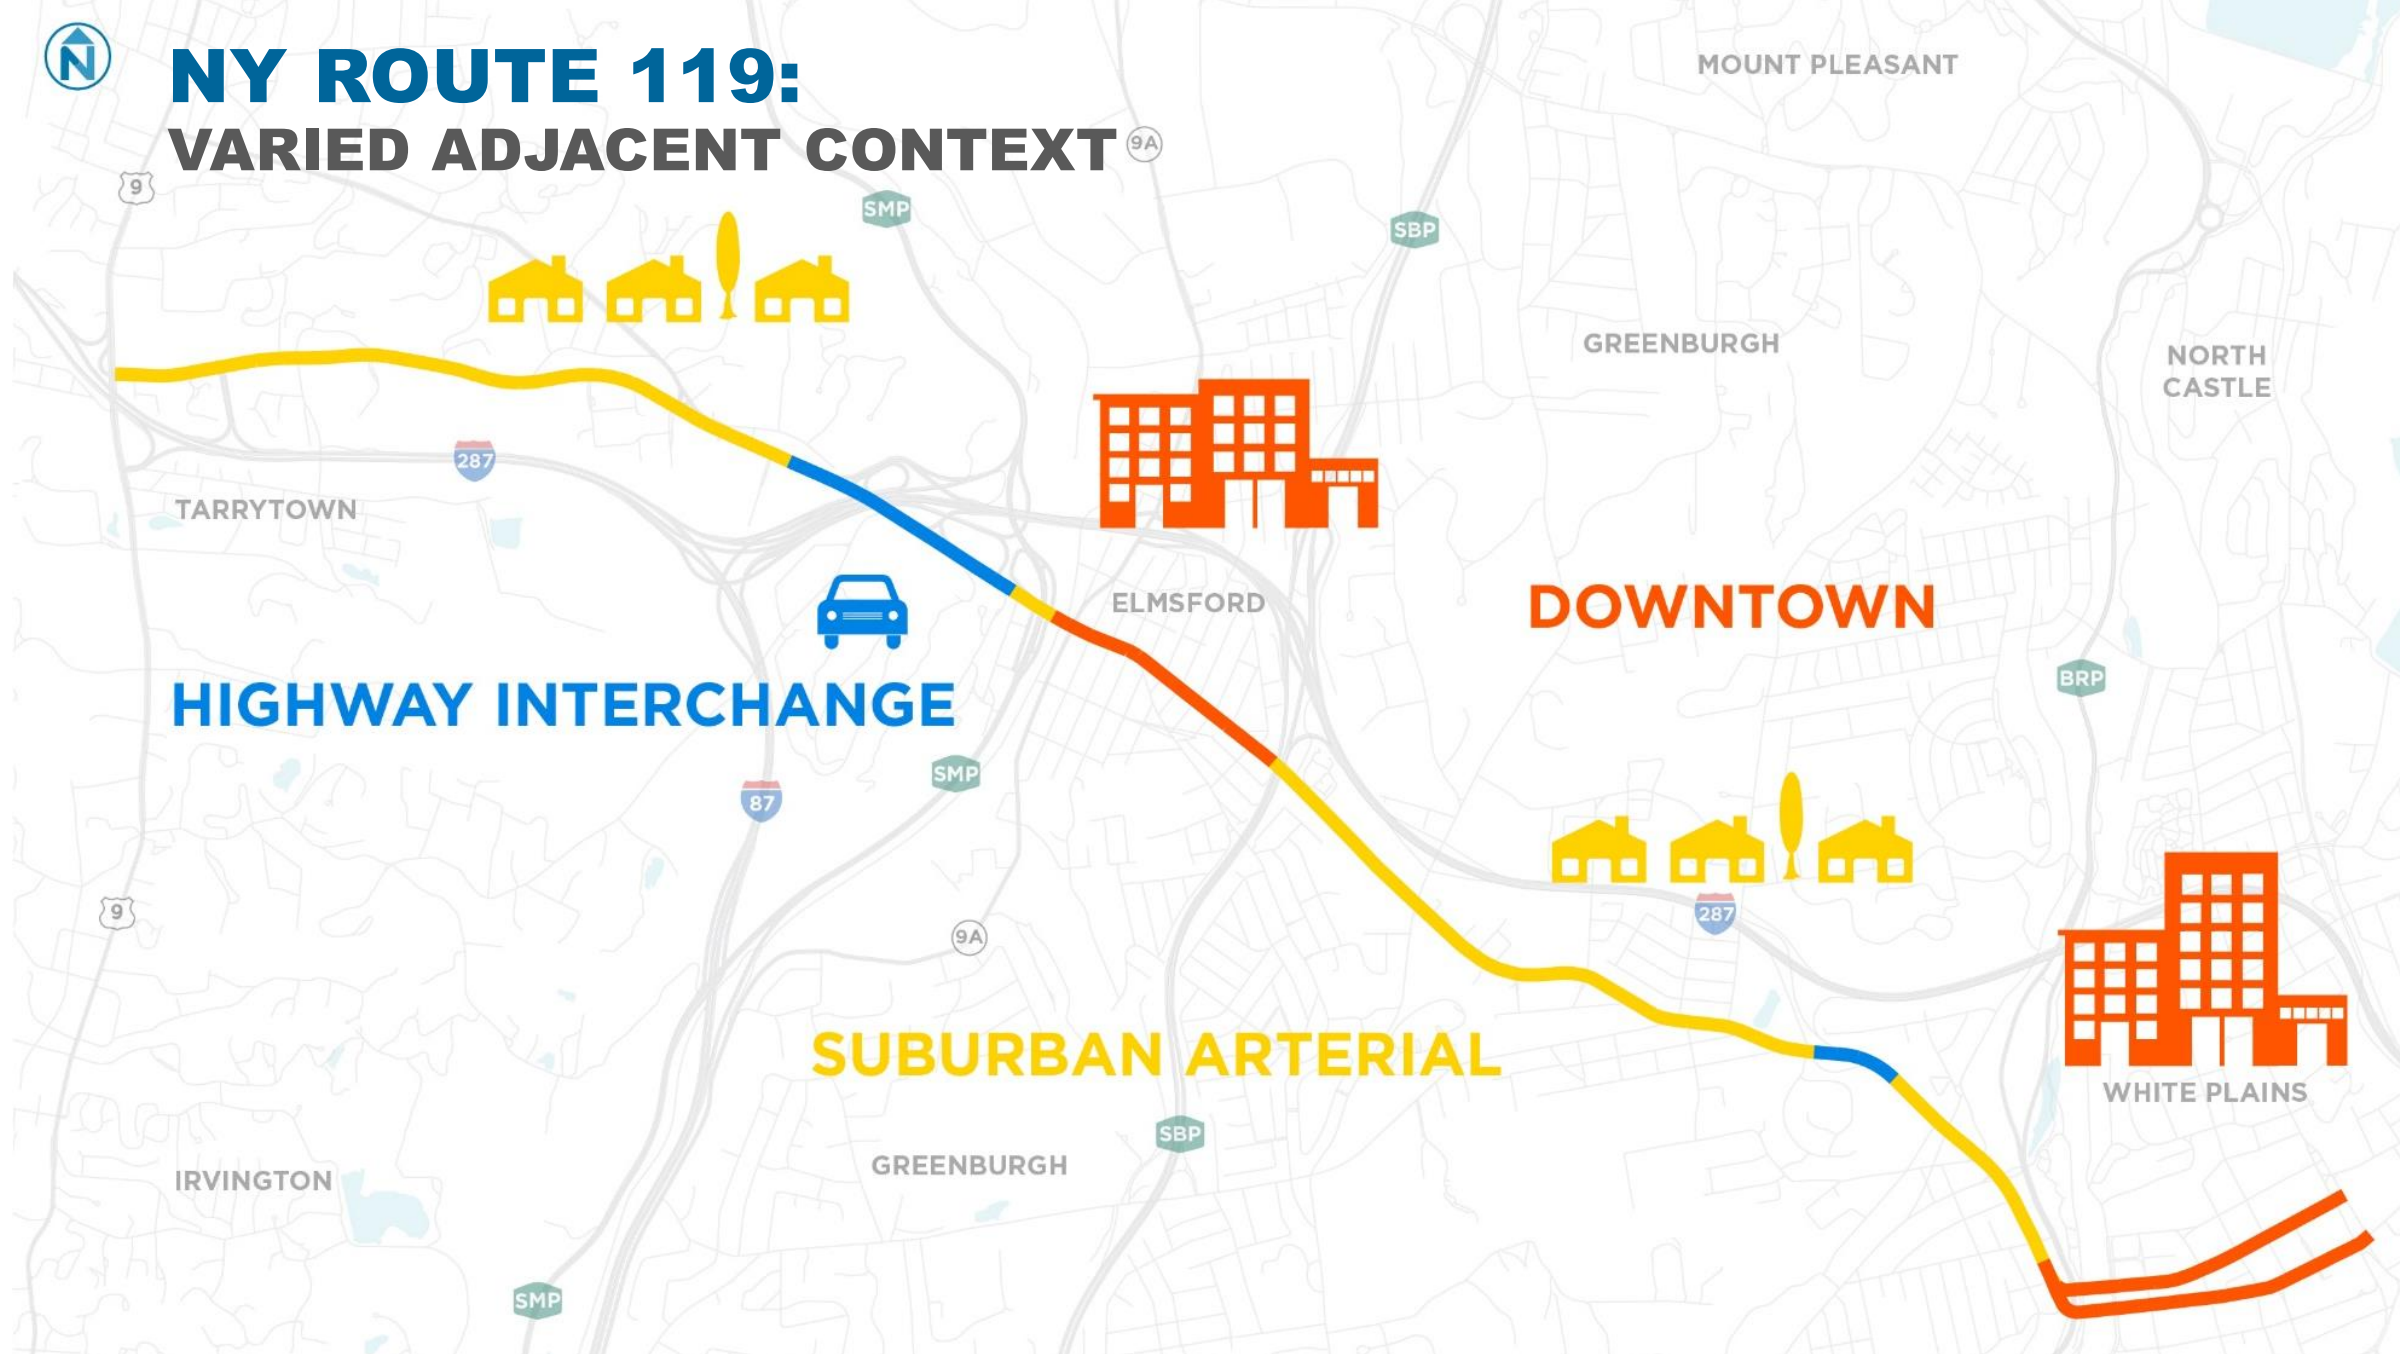 N
NY ROUTE 119:
VARIED ADJACENT CONTEXT
9A
MOUNT PLEASANT
9
SMP
SBP
GREENBURGH
NORTH
CASTLE
287
TARRYTOWN
ELMSFORD
DOWNTOWN
HIGHWAY INTERCHANGE
BRP
SMP
87
9
9A
287
SUBURBAN ARTERIAL
WHITE PLAINS
SBP
GREENBURGH
IRVINGTON
SMP